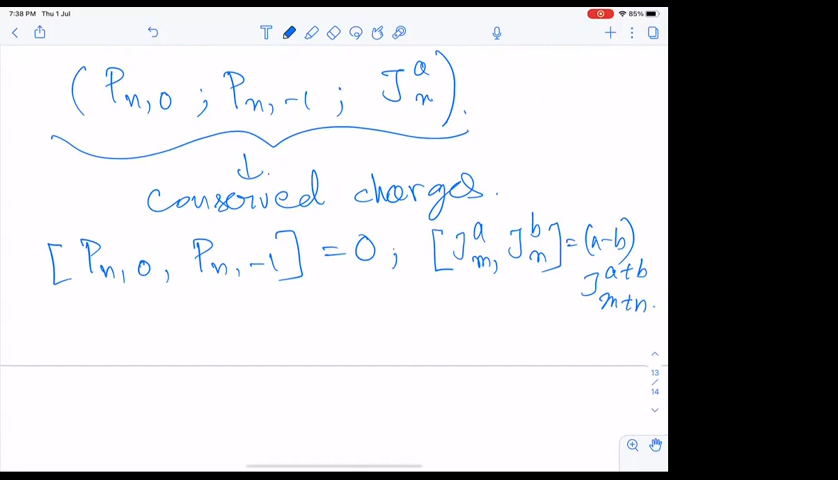 7:38 PM Thu 1 Jul
85%
(P_{n,0} ; P_{n,-1} ; J^a_n).
↓
conserved charges.
[P_{n,0}, P_{n,-1}] = 0 ; [J^a_m, J^b_n] = (a-b)
J^{a+b}_{m+n}.
13
/
14